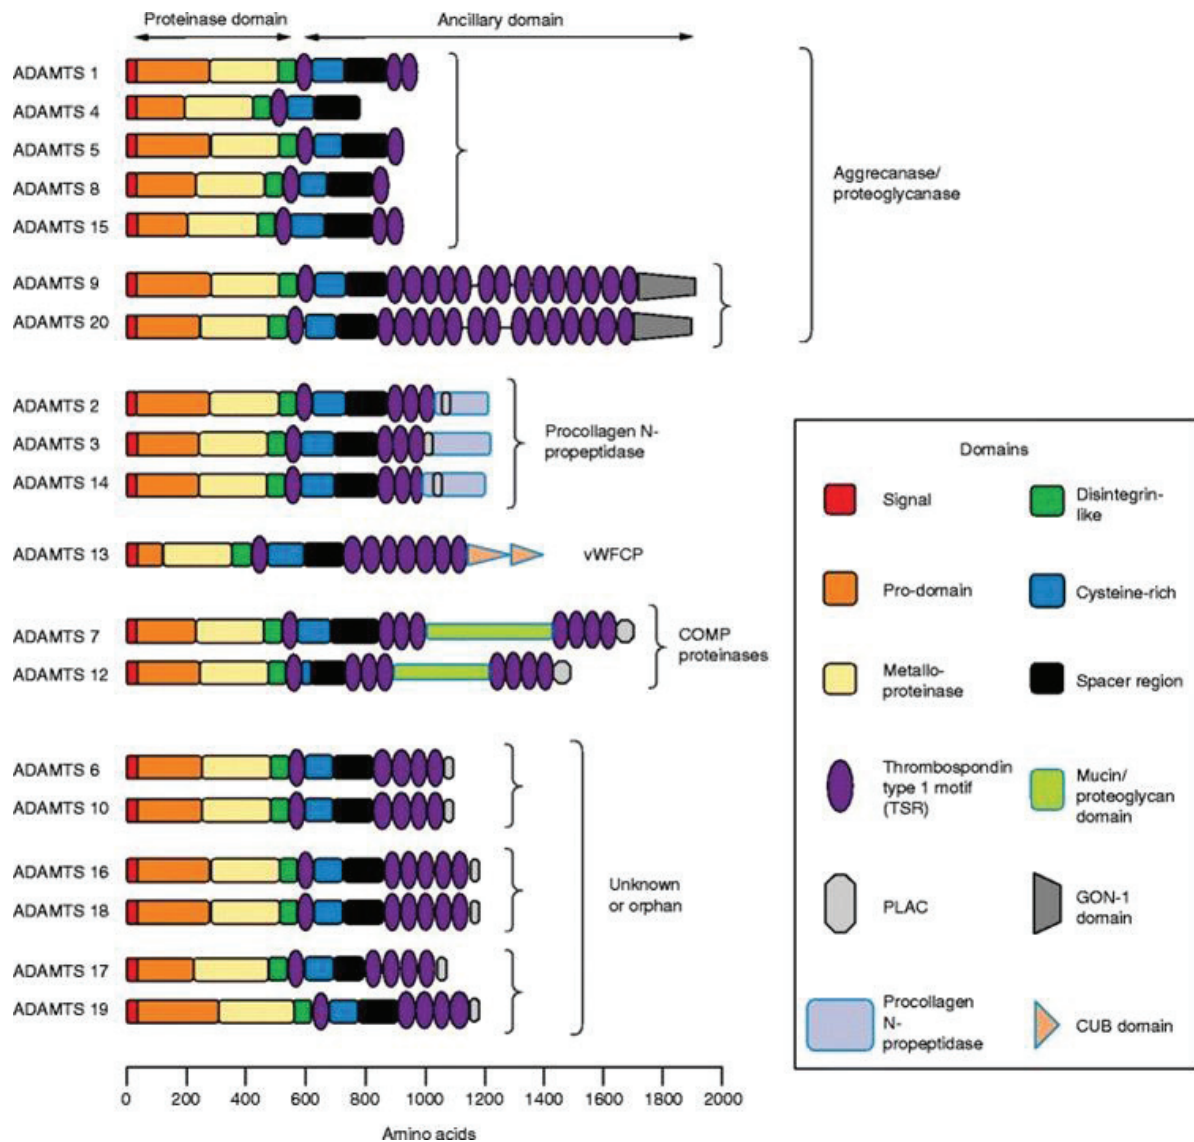 Proteinase domain
Ancillary domain
ADAMTS 1
ADAMTS 4
ADAMTS 5
ADAMTS 8
ADAMTS 15
ADAMTS 9
ADAMTS 20
Aggrecanase/
proteoglycanase
ADAMTS 2
ADAMTS 3
ADAMTS 14
Procollagen N-
propeptidase
ADAMTS 13
vWFCP
ADAMTS 7
ADAMTS 12
COMP
proteinases
ADAMTS 6
ADAMTS 10
ADAMTS 16
ADAMTS 18
ADAMTS 17
ADAMTS 19
Unknown
or orphan
0 200 400 600 800 1000 1200 1400 1600 1800 2000
Amino acids
Domains
Signal
Disintegrin-
like
Pro-domain
Cysteine-rich
Metallo-
proteinase
Spacer region
Thrombospondin
type 1 motif
(TSR)
Mucin/
proteoglycan
domain
PLAC
GON-1
domain
Procollagen
N-
propeptidase
CUB domain